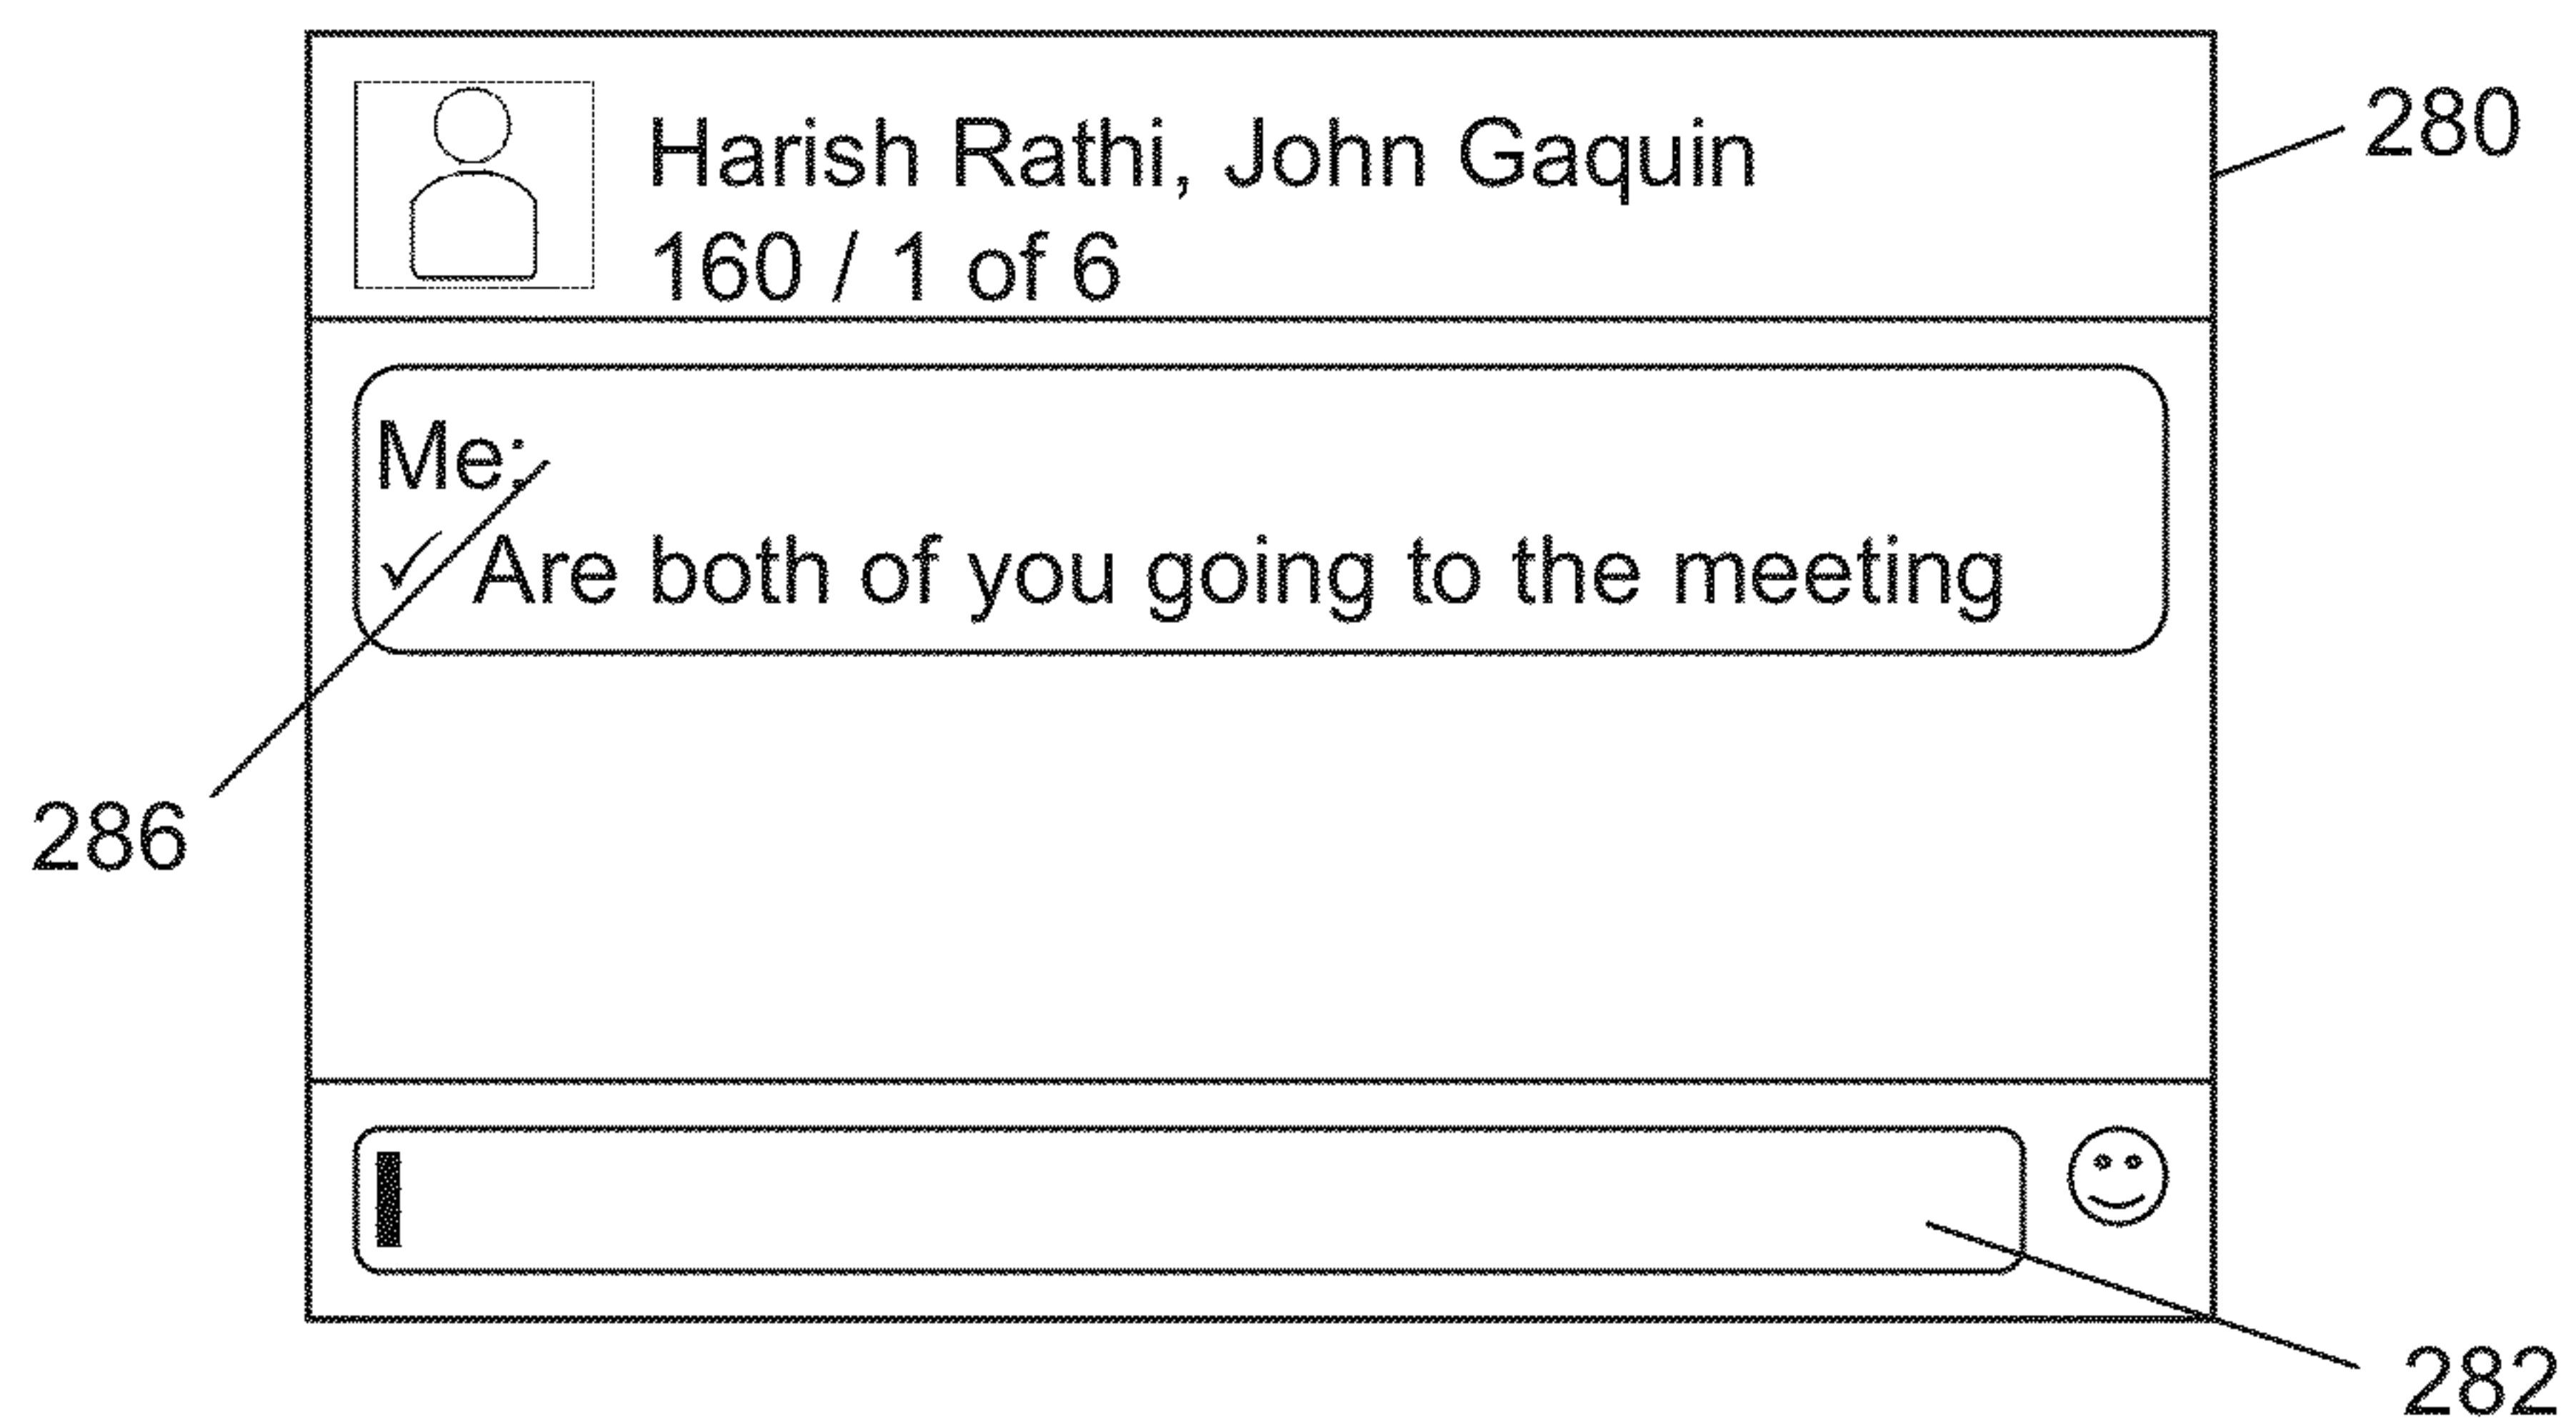 Harish Rathi, John Gaquin
280
160 / 1 of 6
Me:
✓ Are both of you going to the meeting
286
282